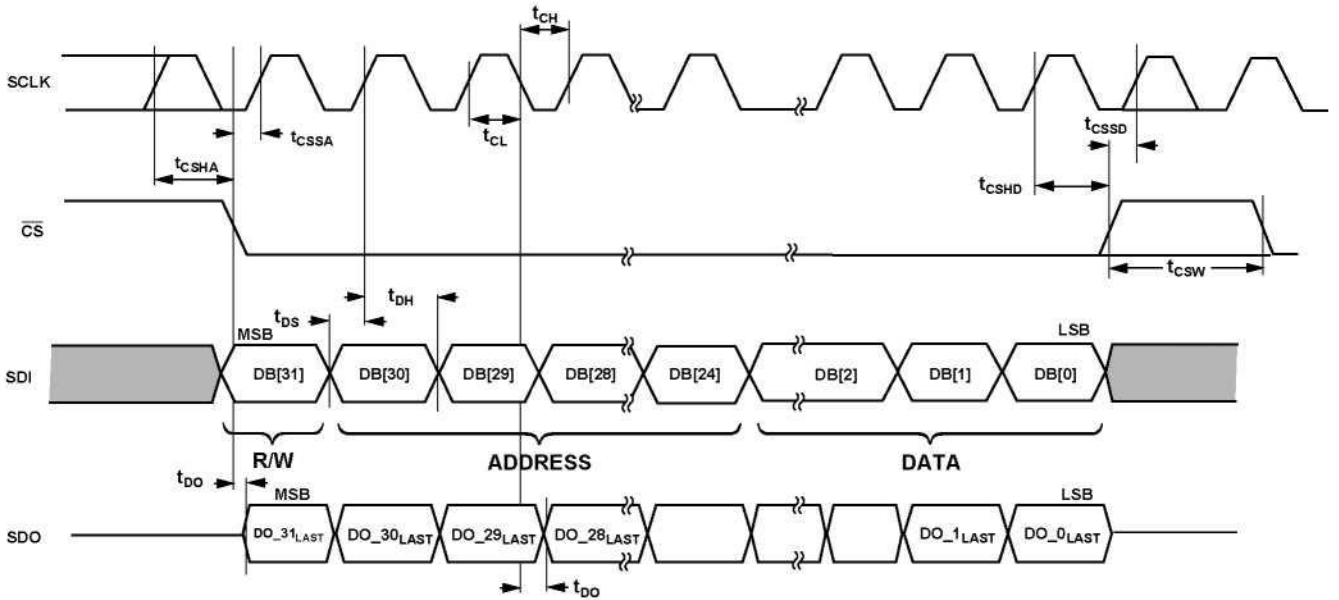 tCH
SCLK
tCSSA
tCL
tCSSD
tCSHA
tCSHD
CS
tCSW
tDH
tDS
MSB
LSB
SDI
DB[31]
DB[30]
DB[29]
DB[28]
DB[24]
DB[2]
DB[1]
DB[0]
R/W
ADDRESS
DATA
tDO
MSB
LSB
SDO
DO_31LAST
DO_30LAST
DO_29LAST
DO_28LAST
DO_1LAST
DO_0LAST
tDO